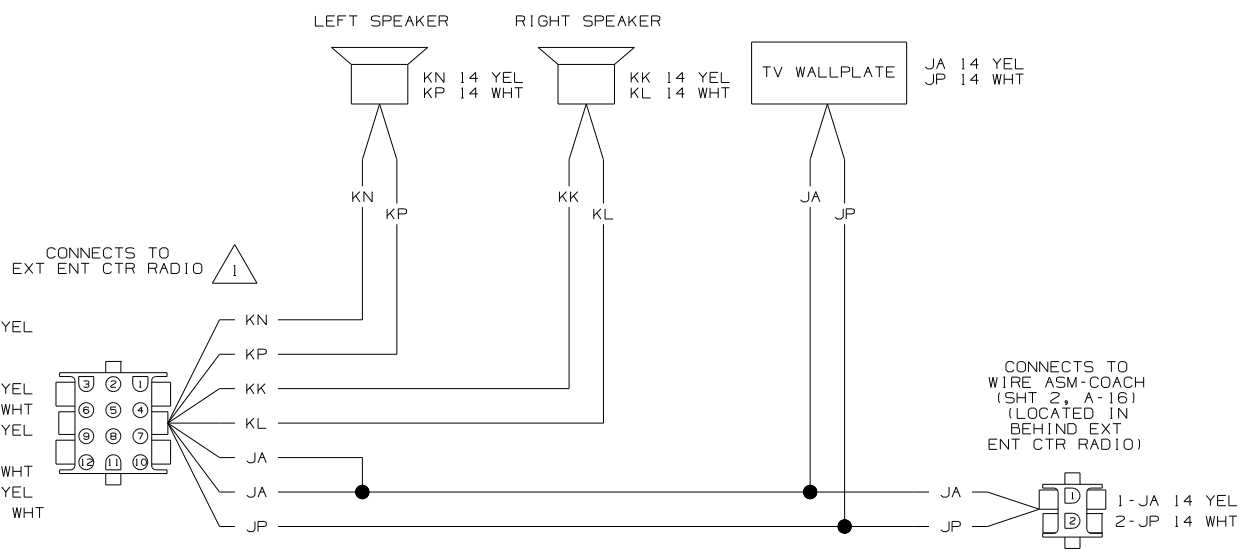 LEFT SPEAKER
RIGHT SPEAKER
KN 14 YEL
KP 14 WHT
KK 14 YEL
KL 14 WHT
TV WALLPLATE
JA 14 YEL
JP 14 WHT
KN
KP
KK
KL
JA
JP
CONNECTS TO
EXT ENT CTR RADIO
1
YEL
YEL
WHT
YEL
WHT
YEL
WHT
3 2 1
6 5 4
9 8 7
12 11 10
KN
KP
KK
KL
JA
JA
JP
JA
JP
CONNECTS TO
WIRE ASM-COACH
(SHT 2, A-16)
(LOCATED IN
BEHIND EXT
ENT CTR RADIO)
1
2
1-JA 14 YEL
2-JP 14 WHT